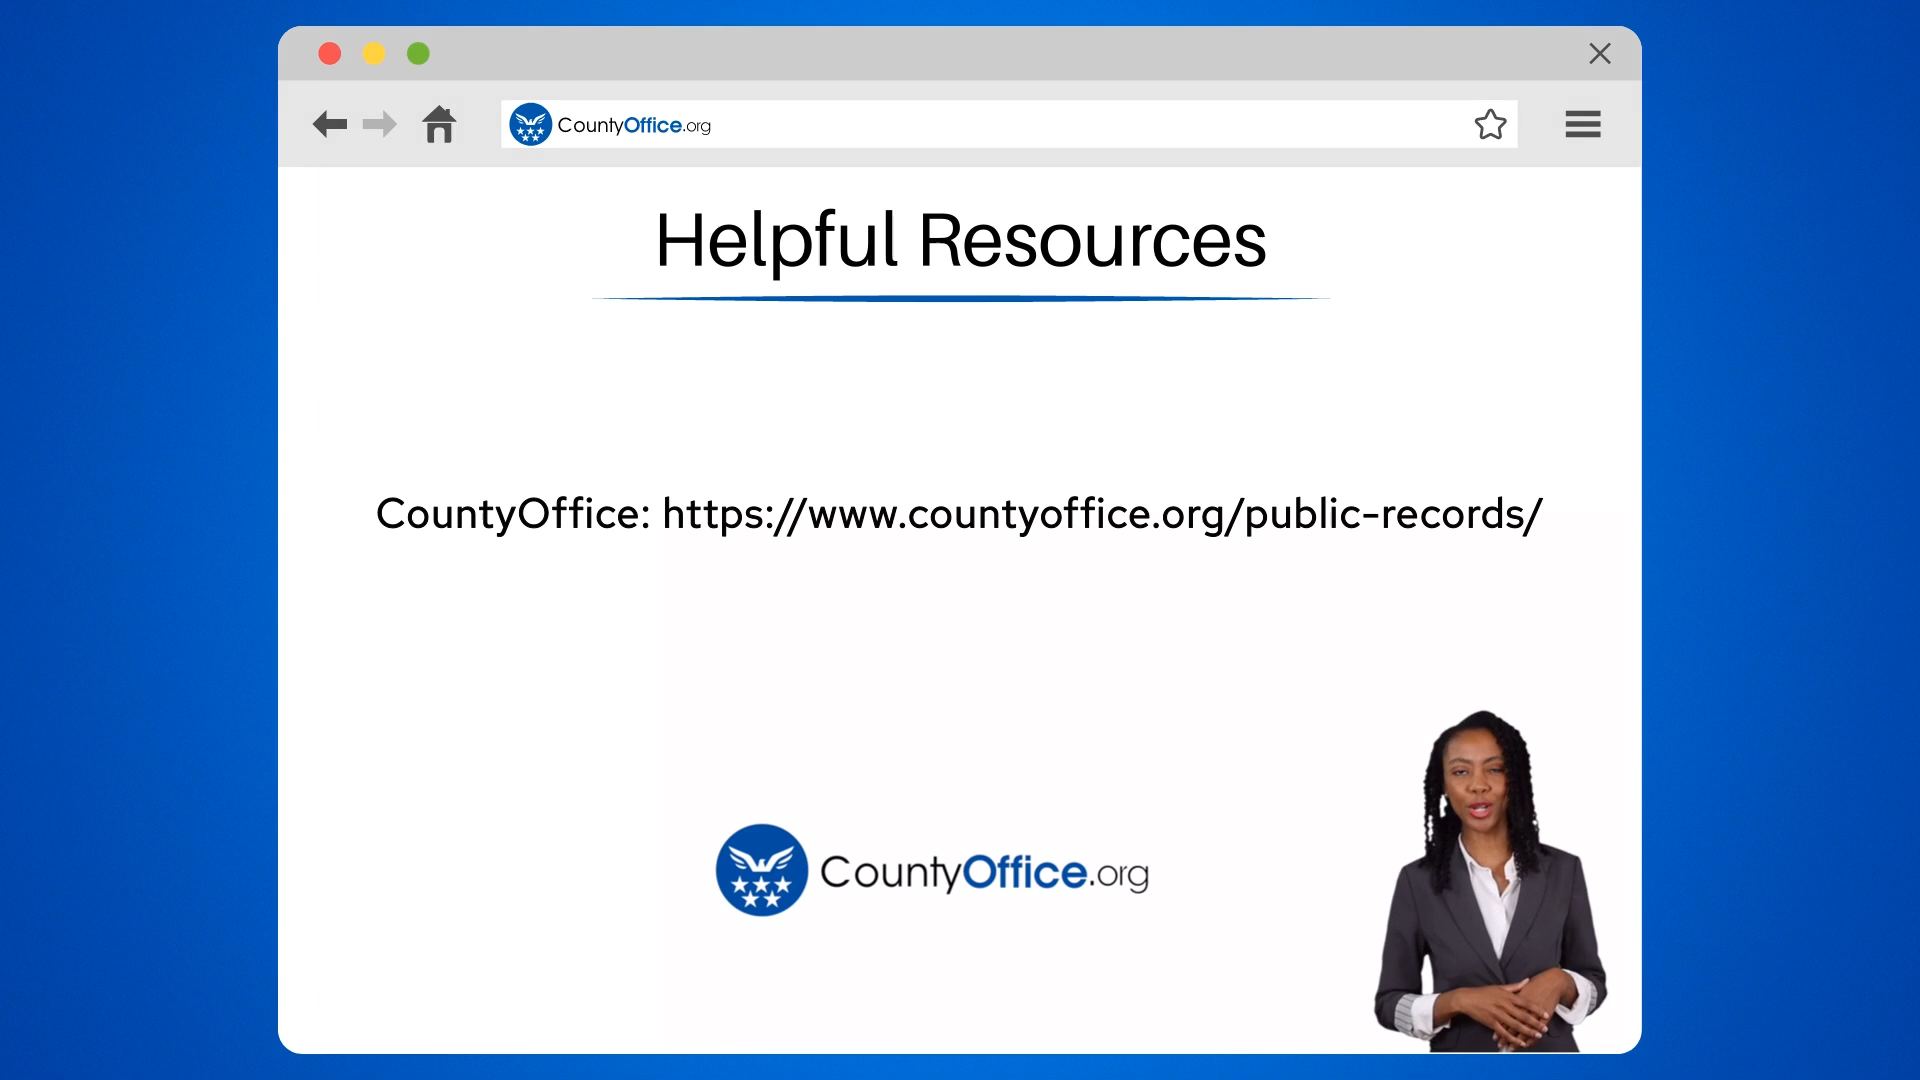 CountyOffice.org
Helpful Resources
CountyOffice: https://www.countyoffice.org/public-records/
CountyOffice.org